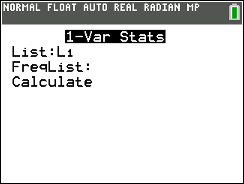 NORMAL FLOAT AUTO REAL RADIAN MP
1-Var Stats
List:L₁
FreqList:
Calculate